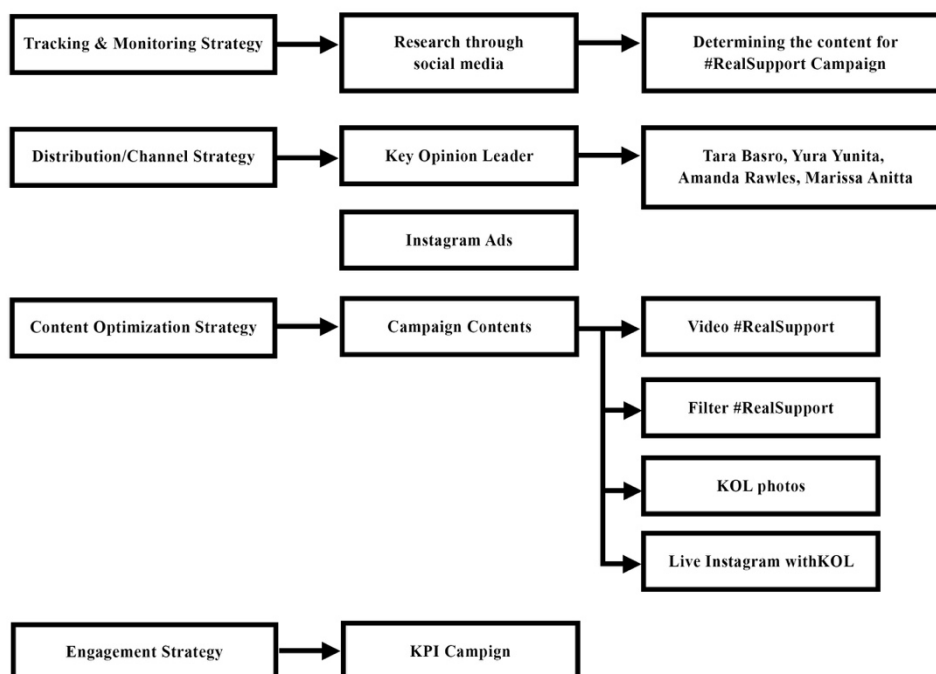 Tracking & Monitoring Strategy
Research through
social media
Determining the content for
#RealSupport Campaign
Distribution/Channel Strategy
Key Opinion Leader
Tara Basro, Yura Yunita,
Amanda Rawles, Marissa Anitta
Instagram Ads
Content Optimization Strategy
Campaign Contents
Video #RealSupport
Filter #RealSupport
KOL photos
Live Instagram withKOL
Engagement Strategy
KPI Campign